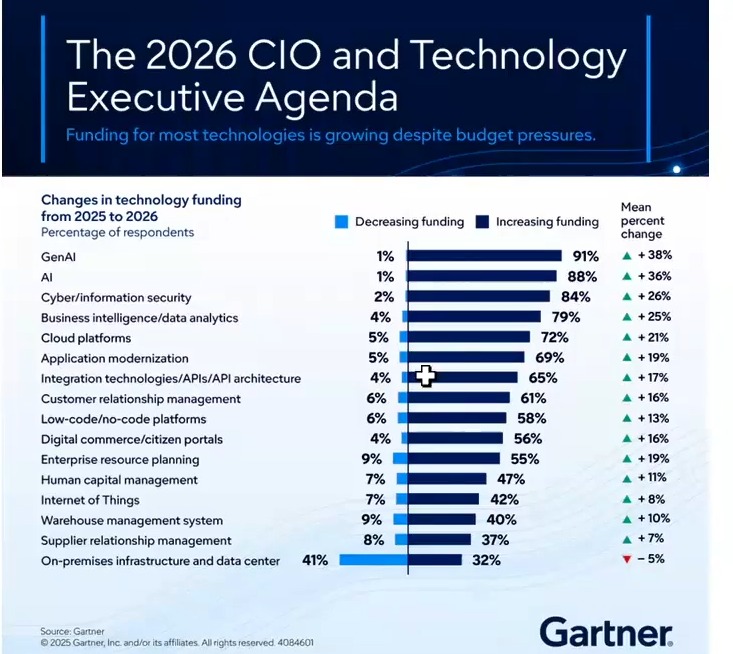 The 2026 CIO and Technology
Executive Agenda
Funding for most technologies is growing despite budget pressures.
Changes in technology funding
from 2025 to 2026
Percentage of respondents
Decreasing funding Increasing funding
Mean
percent
change
GenAI 1% 91% ▲ + 38%
AI 1% 88% ▲ + 36%
Cyber/information security 2% 84% ▲ + 26%
Business intelligence/data analytics 4% 79% ▲ + 25%
Cloud platforms 5% 72% ▲ + 21%
Application modernization 5% 69% ▲ + 19%
Integration technologies/APIs/API architecture 4% 65% ▲ + 17%
Customer relationship management 6% 61% ▲ + 16%
Low-code/no-code platforms 6% 58% ▲ + 13%
Digital commerce/citizen portals 4% 56% ▲ + 16%
Enterprise resource planning 9% 55% ▲ + 19%
Human capital management 7% 47% ▲ + 11%
Internet of Things 7% 42% ▲ + 8%
Warehouse management system 9% 40% ▲ + 10%
Supplier relationship management 8% 37% ▲ + 7%
On-premises infrastructure and data center 41% 32% ▼ – 5%
Source: Gartner
© 2025 Gartner, Inc. and/or its affiliates. All rights reserved. 4084601
Gartner®